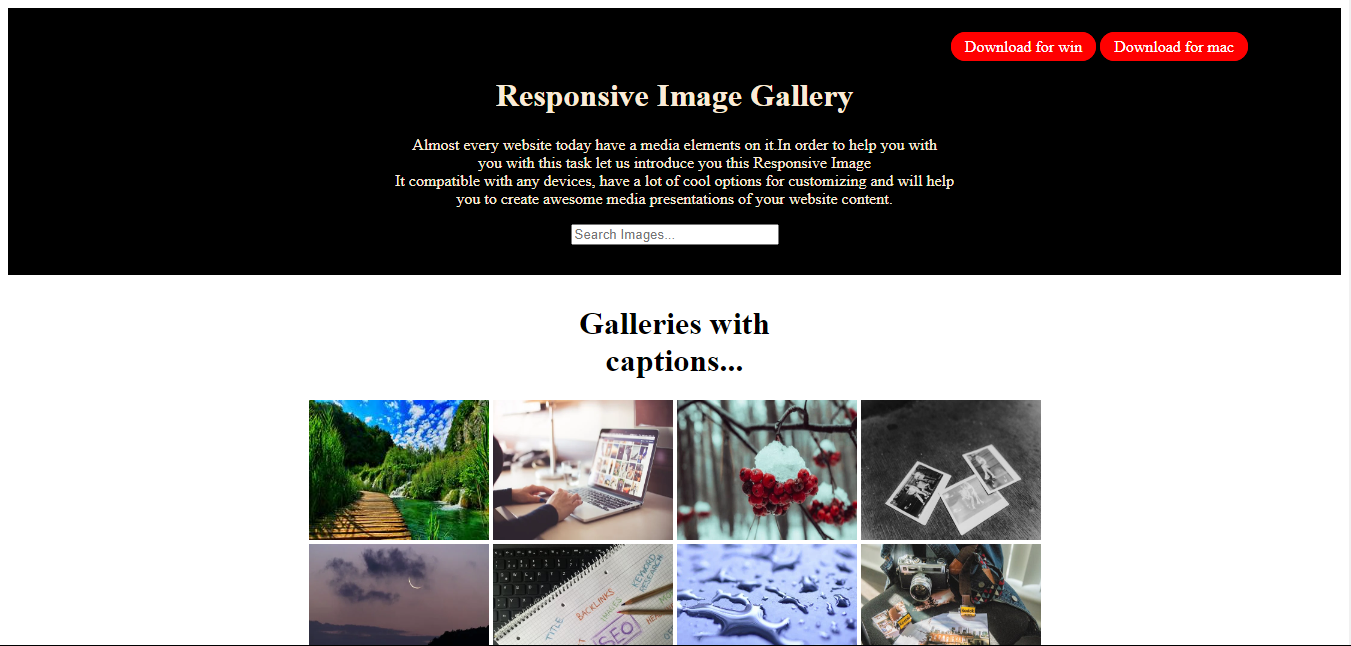 Download for win Download for mac
Responsive Image Gallery
Almost every website today have a media elements on it.In order to help you with
you with this task let us introduce you this Responsive Image
It compatible with any devices, have a lot of cool options for customizing and will help
you to create awesome media presentations of your website content.
Search Images...
Galleries with
captions...
KEYWORD
RESEARCH
BACKLINKS
IMAGES
TITLE
SEO
Kodak